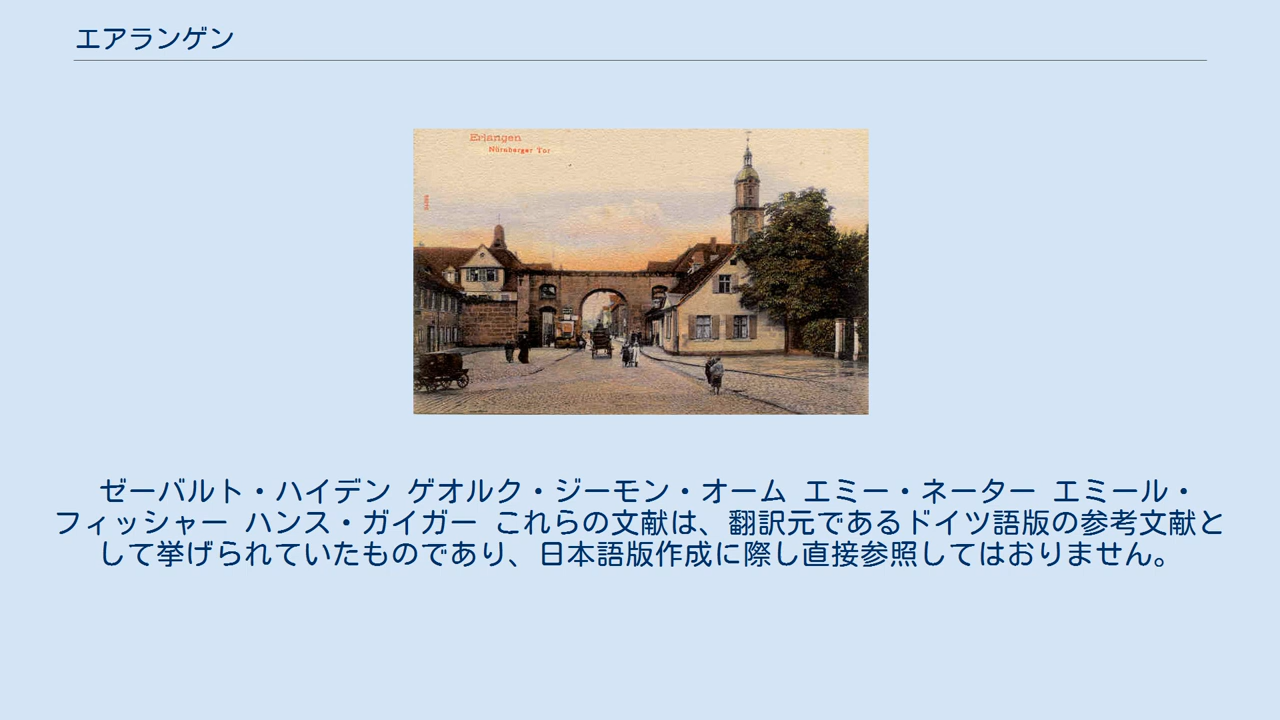 エアランゲン
Erlangen
Nürnberger Tor
ゼーバルト・ハイデン ゲオルク・ジーモン・オーム エミー・ネーター エミール・
フィッシャー ハンス・ガイガー これらの文献は、翻訳元であるドイツ語版の参考文献と
して挙げられていたものであり、日本語版作成に際し直接参照してはおりません。